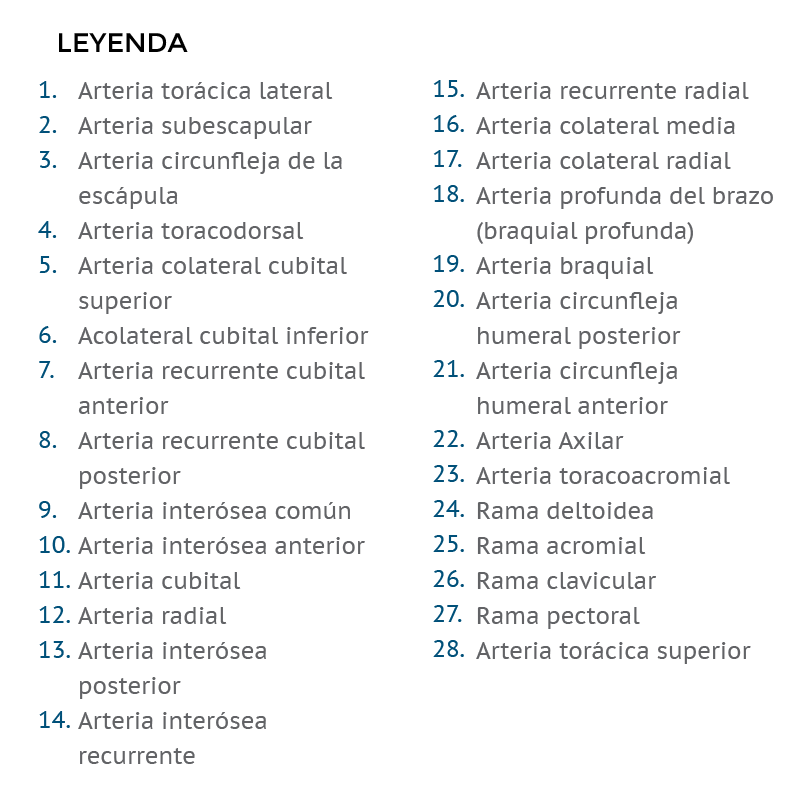 LEYENDA
1. Arteria torácica lateral
2. Arteria subescapular
3. Arteria circunfleja de la
escápula
4. Arteria toracodorsal
5. Arteria colateral cubital
superior
6. Acolateral cubital inferior
7. Arteria recurrente cubital
anterior
8. Arteria recurrente cubital
posterior
9. Arteria interósea común
10. Arteria interósea anterior
11. Arteria cubital
12. Arteria radial
13. Arteria interósea
posterior
14. Arteria interósea
recurrente
15. Arteria recurrente radial
16. Arteria colateral media
17. Arteria colateral radial
18. Arteria profunda del brazo
(braquial profunda)
19. Arteria braquial
20. Arteria circunfleja
humeral posterior
21. Arteria circunfleja
humeral anterior
22. Arteria Axilar
23. Arteria toracoacromial
24. Rama deltoidea
25. Rama acromial
26. Rama clavicular
27. Rama pectoral
28. Arteria torácica superior